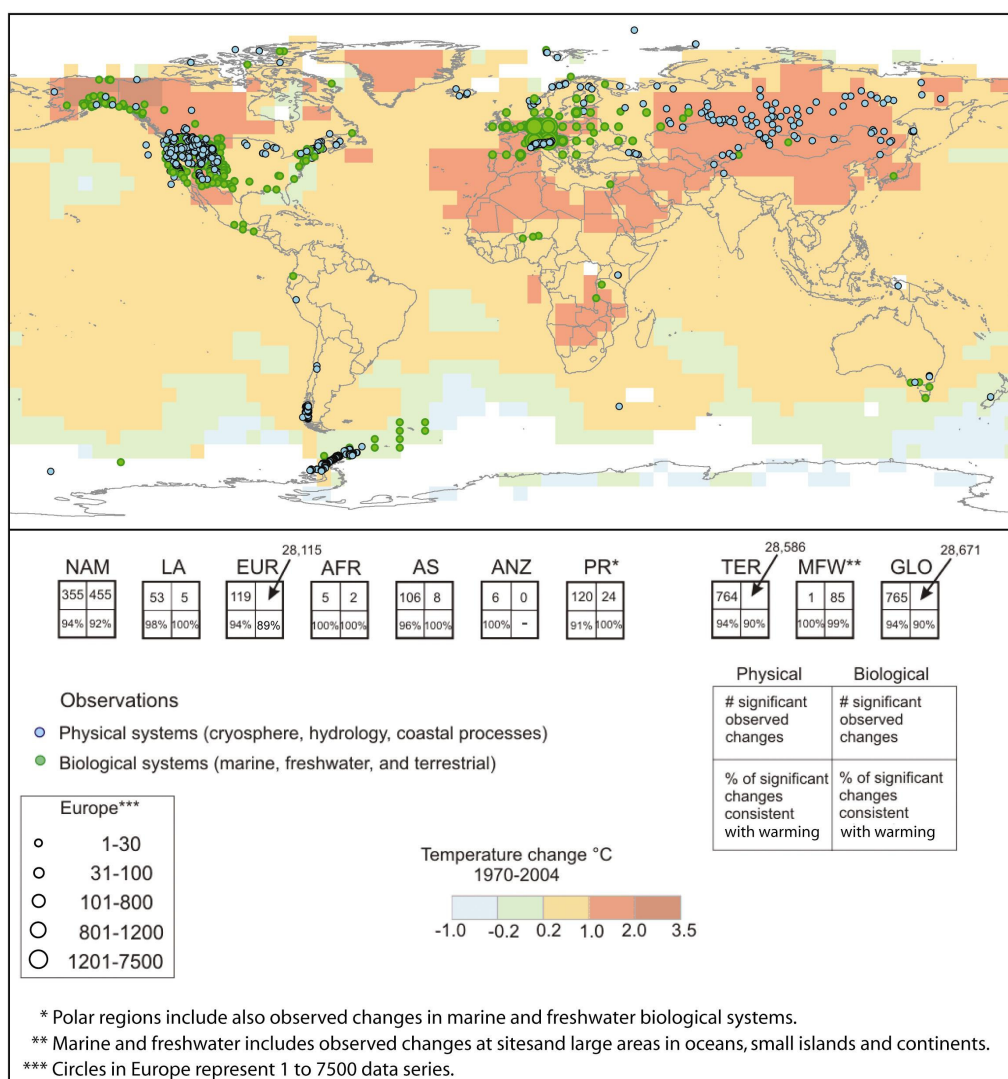 28,115
28,586
28,671
NAM LA EUR AFR AS ANZ PR* TER MFW** GLO
355 455 53 5 119 5 2 106 8 6 0 120 24 764 1 85 765
94% 92% 98% 100% 94% 89% 100% 100% 96% 100% 100% - 91% 100% 94% 90% 100% 99% 94% 90%
Physical Biological
# significant observed changes
# significant observed changes
% of significant changes consistent with warming
% of significant changes consistent with warming
Observations
Physical systems (cryosphere, hydrology, coastal processes)
Biological systems (marine, freshwater, and terrestrial)
Europe***
1-30
31-100
101-800
801-1200
1201-7500
Temperature change °C
1970-2004
-1.0 -0.2 0.2 1.0 2.0 3.5
* Polar regions include also observed changes in marine and freshwater biological systems.
** Marine and freshwater includes observed changes at sitesand large areas in oceans, small islands and continents.
*** Circles in Europe represent 1 to 7500 data series.